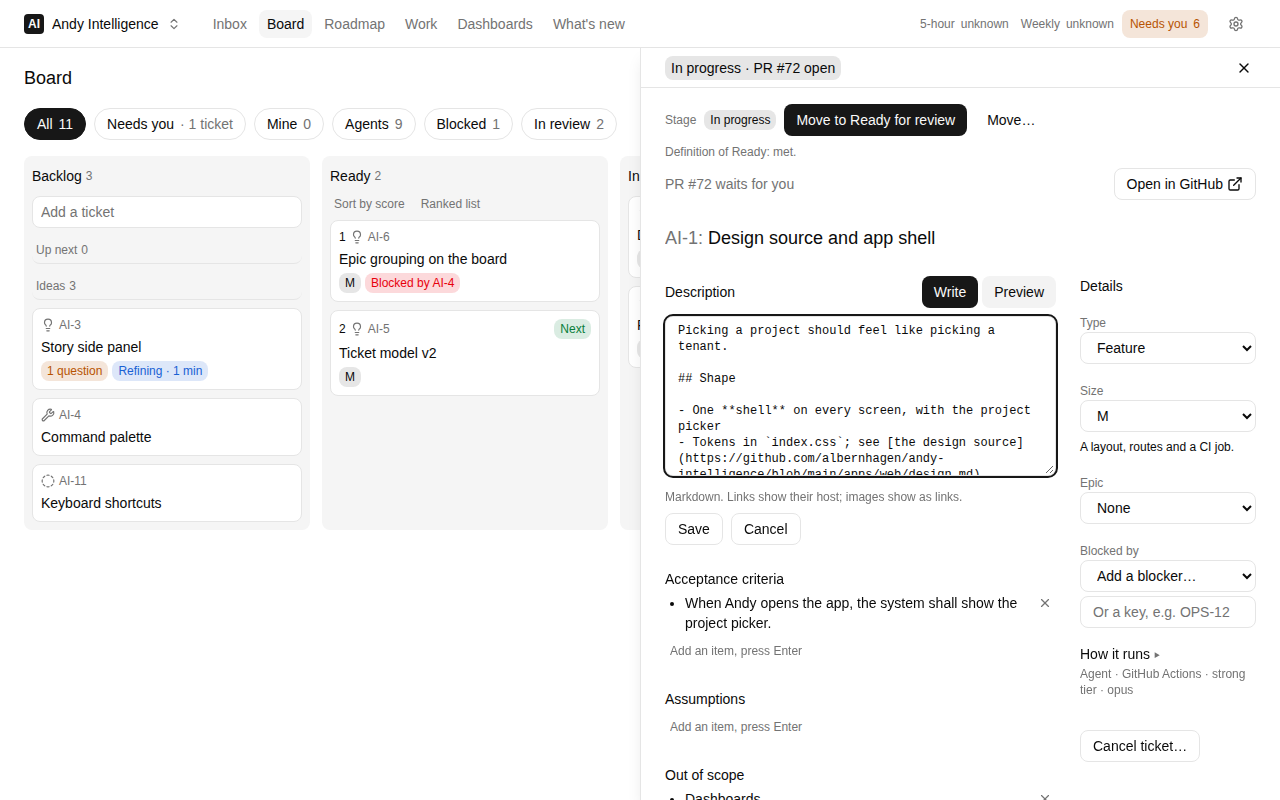 AI Andy Intelligence Inbox Board Roadmap Work Dashboards What's new 5-hour unknown Weekly unknown Needs you 6
Board
All 11 Needs you · 1 ticket Mine 0 Agents 9 Blocked 1 In review 2
Backlog 3
Add a ticket
Up next 0
Ideas 3
AI-3
Story side panel
1 question Refining · 1 min
AI-4
Command palette
AI-11
Keyboard shortcuts
Ready 2
Sort by score Ranked list
1 AI-6
Epic grouping on the board
M Blocked by AI-4
2 AI-5 Next
Ticket model v2
M
In
In progress · PR #72 open
Stage In progress Move to Ready for review Move…
Definition of Ready: met.
PR #72 waits for you Open in GitHub
AI-1: Design source and app shell
Description Write Preview
Picking a project should feel like picking a
tenant.
## Shape
- One **shell** on every screen, with the project
picker
- Tokens in `index.css`; see [the design source]
(https://github.com/albernhagen/andy-
intelligence/blob/main/apps/web/design.md)
Markdown. Links show their host; images show as links.
Save Cancel
Acceptance criteria
• When Andy opens the app, the system shall show the
project picker.
Add an item, press Enter
Assumptions
Add an item, press Enter
Out of scope
• Dashboards
Details
Type
Feature
Size
M
A layout, routes and a CI job.
Epic
None
Blocked by
Add a blocker…
Or a key, e.g. OPS-12
How it runs ▸
Agent · GitHub Actions · strong
tier · opus
Cancel ticket…